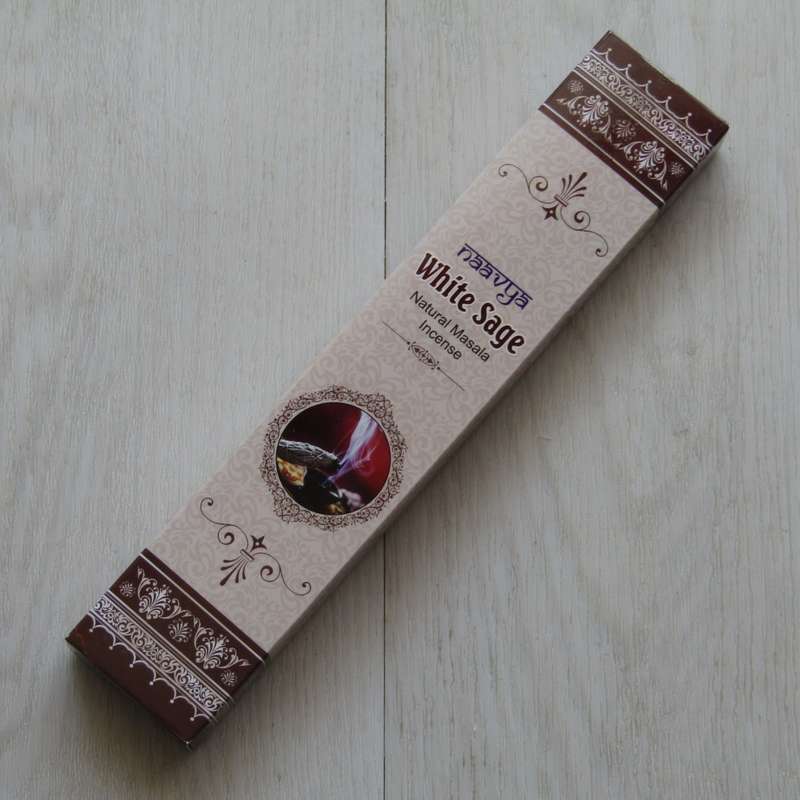 naavya
White Sage
Natural Masala
Incense